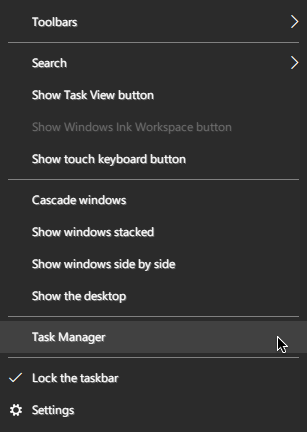 Toolbars
Search
Show Task View button
Show Windows Ink Workspace button
Show touch keyboard button
Cascade windows
Show windows stacked
Show windows side by side
Show the desktop
Task Manager
Lock the taskbar
Settings